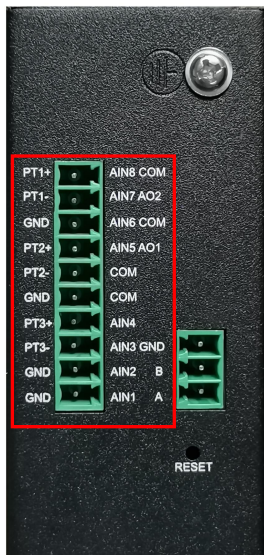 PT1+ AIN8 COM
PT1- AIN7 AO2
GND AIN6 COM
PT2+ AIN5 AO1
PT2- COM
GND COM
PT3+ AIN4
PT3- AIN3 GND
GND AIN2 B
GND AIN1 A
RESET